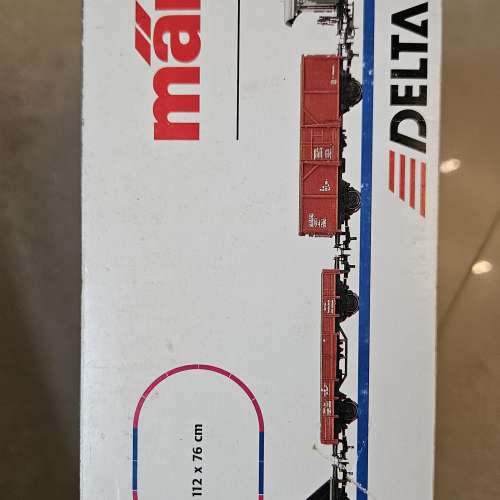 mär
DELTA
112 x 76 cm